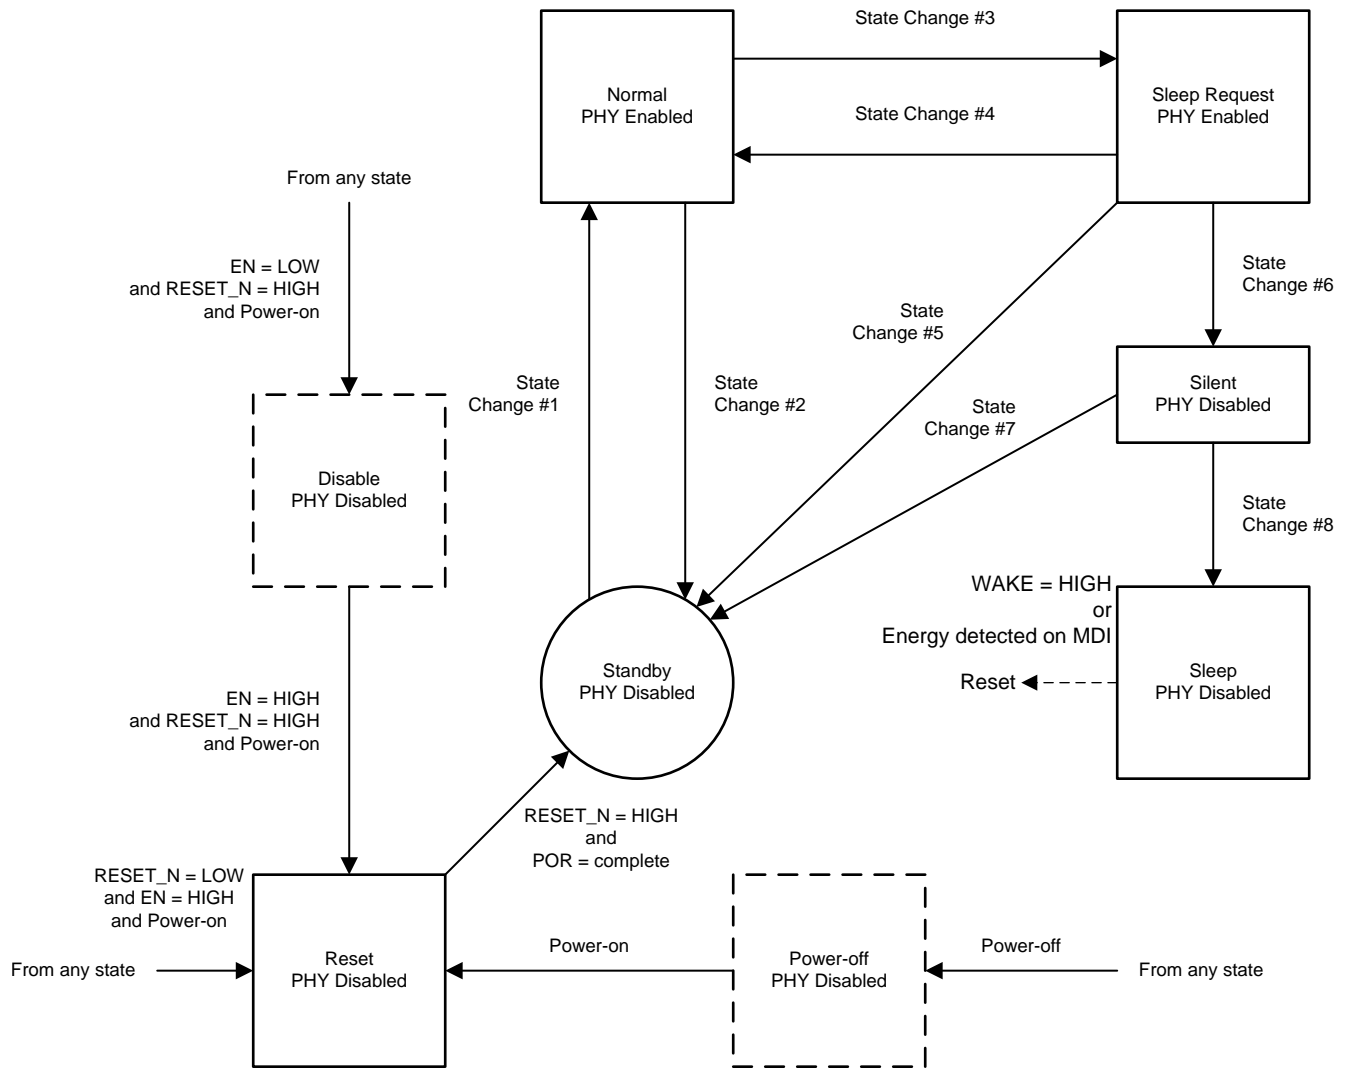 State Change #3
Normal
PHY Enabled
Sleep Request
PHY Enabled
State Change #4
From any state
EN = LOW
and RESET_N = HIGH
and Power-on
State
Change #6
State
Change #5
State
Change #1
State
Change #2
Silent
PHY Disabled
State
Change #7
Disable
PHY Disabled
State
Change #8
WAKE = HIGH
or
Energy detected on MDI
Reset
Sleep
PHY Disabled
Standby
PHY Disabled
EN = HIGH
and RESET_N = HIGH
and Power-on
RESET_N = HIGH
and
POR = complete
RESET_N = LOW
and EN = HIGH
and Power-on
From any state
Reset
PHY Disabled
Power-on
Power-off
PHY Disabled
Power-off
From any state